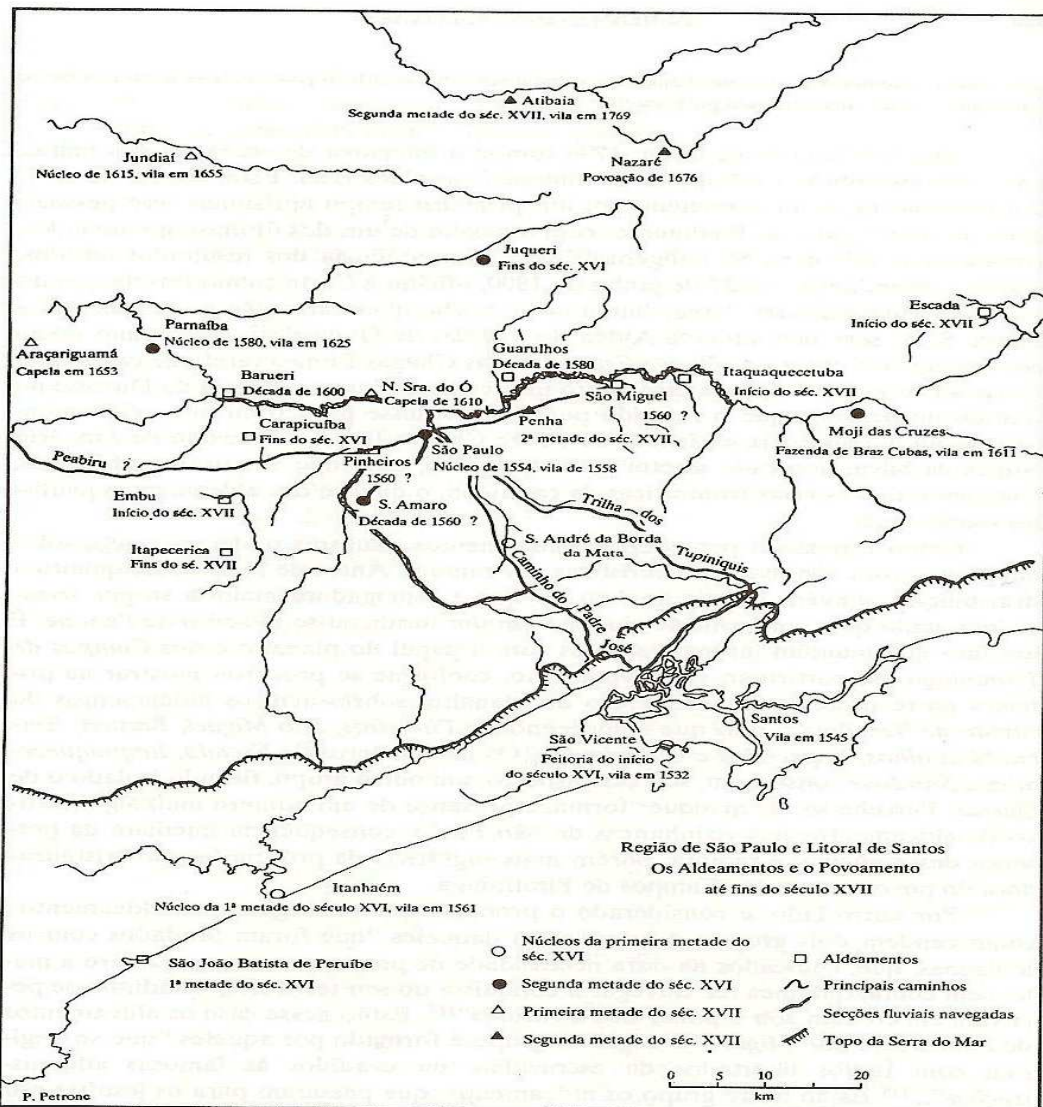 Atibaia
Segunda metade do séc. XVII, vila em 1769
Jundiaí
Núcleo de 1615, vila em 1655
Nazaré
Povoação de 1676
Juqueri
Fins do séc. XVI
Escada
Início do séc. XVII
Parnaíba
Núcleo de 1580, vila em 1625
Araçariguamá
Capela em 1653
Barueri
Década de 1600
N. Sra. do Ó
Capela de 1610
Guarulhos
Década de 1580
Itaquaquecetuba
Início do séc. XVII
São Miguel
1560 ?
Penha
2ª metade do séc. XVII
Moji das Cruzes
Fazenda de Braz Cubas, vila em 1611
Carapicuíba
Fins do séc. XVI
São Paulo
Núcleo de 1554, vila de 1558
Peabiru ?
Pinheiros
1560 ?
Embu
Início do séc. XVII
S. Amaro
Década de 1560 ?
Itapecerica
Fins do sé. XVII
Trilha dos Tupiniquis
S. André da Borda
da Mata
Caminho do Padre José
Santos
Vila em 1545
São Vicente
Feitoria do início
do século XVI, vila em 1532
Itanhaém
Núcleo da 1ª metade do século XVI, vila em 1561
São João Batista de Peruíbe
1ª metade do séc. XVI
Região de São Paulo e Litoral de Santos
Os Aldeamentos e o Povoamento
até fins do século XVII
Núcleos da primeira metade do
séc. XVI
Segunda metade do séc. XVI
Primeira metade do séc. XVII
Segunda metade do séc. XVII
Aldeamentos
Principais caminhos
Secções fluviais navegadas
Topo da Serra do Mar
0 10 20
km
P. Petrone